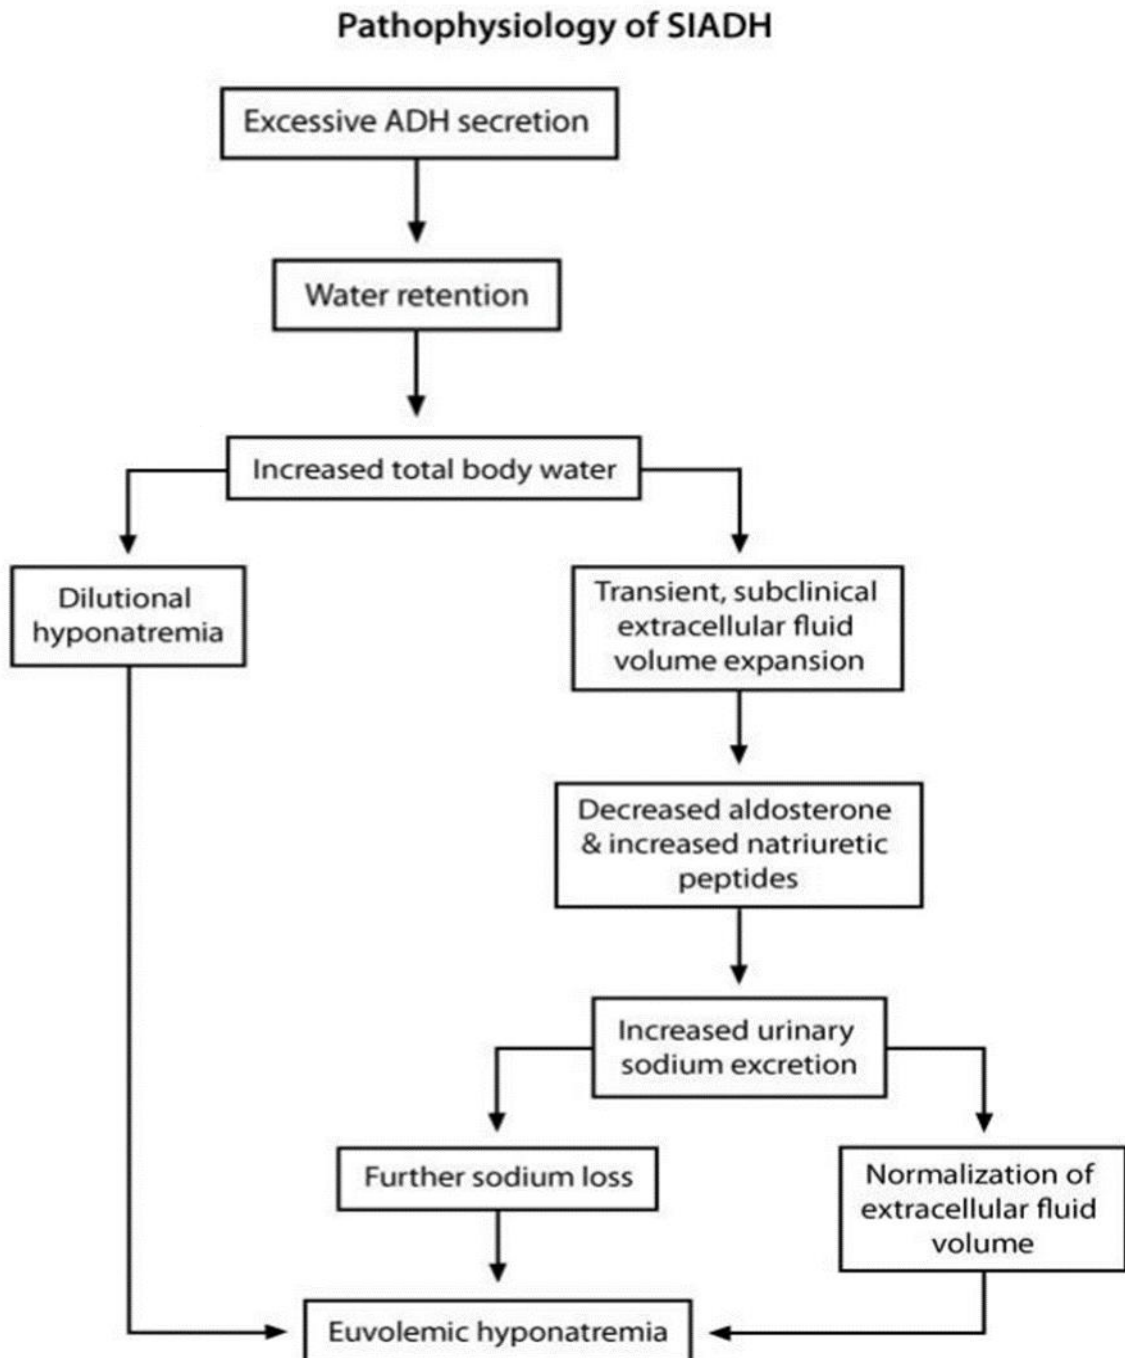 Pathophysiology of SIADH
Excessive ADH secretion
Water retention
Increased total body water
Dilutional
hyponatremia
Transient, subclinical
extracellular fluid
volume expansion
Decreased aldosterone
& increased natriuretic
peptides
Increased urinary
sodium excretion
Further sodium loss
Normalization of
extracellular fluid
volume
Euvolemic hyponatremia